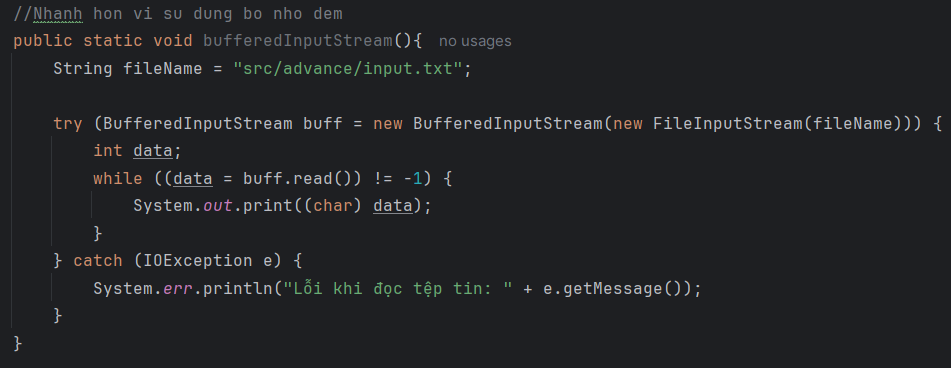 //Nhanh hon vi su dung bo nho dem
public static void bufferedInputStream(){ no usages
    String fileName = "src/advance/input.txt";

    try (BufferedInputStream buff = new BufferedInputStream(new FileInputStream(fileName))) {
        int data;
        while ((data = buff.read()) != -1) {
            System.out.print((char) data);
        }
    } catch (IOException e) {
        System.err.println("Lỗi khi đọc tệp tin: " + e.getMessage());
    }
}